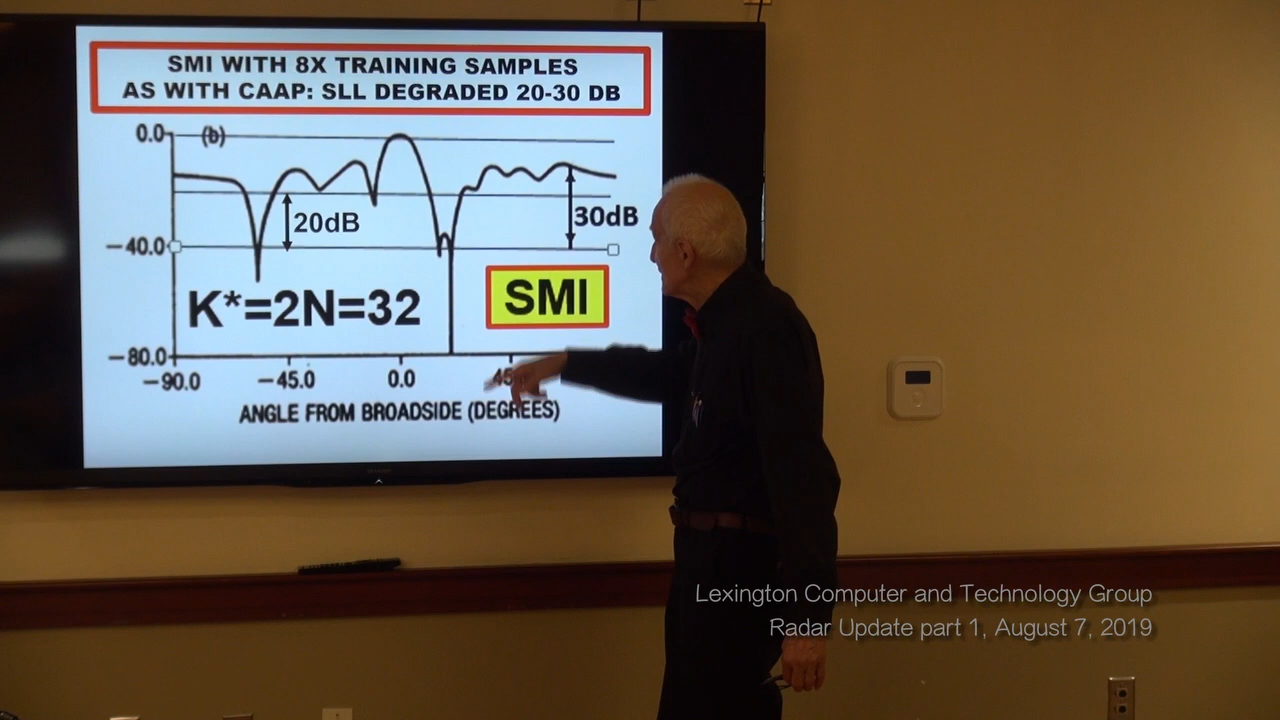 SMI WITH 8X TRAINING SAMPLES
AS WITH CAAP: SLL DEGRADED 20-30 DB
0.0
(b)
20dB
30dB
−40.0
K*=2N=32
SMI
−80.0
−90.0
−45.0
0.0
ANGLE FROM BROADSIDE (DEGREES)
Lexington Computer and Technology Group
Radar Update part 1, August 7, 2019